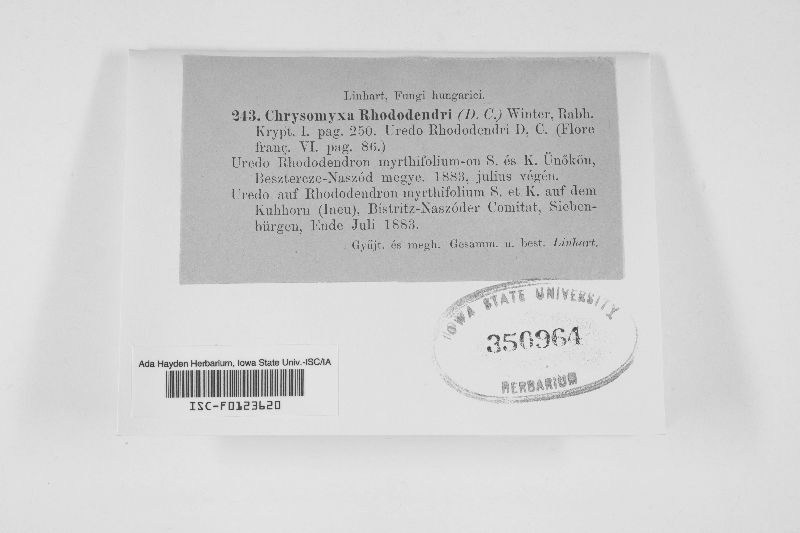 Linhart, Fungi hungarici.
243. Chrysomyxa Rhododendri (D. C.) Winter, Rabh.
Krypt. I. pag. 250. Uredo Rhododendri D. C. (Flore
franç. VI. pag. 86.)
Uredo Rhododendron myrthifolium-on S. és K. Ünőkőn,
Besztercze-Naszód megye. 1883, julius végén.
Uredo auf Rhododendron myrthifolium S. et K. auf dem
Kuhhorn (Ineu), Bistritz-Naszóder Comitat, Sieben-
bürgen, Ende Juli 1883.
Gyűjt. és megh. Gesamm. u. best. Linhart.
IOWA STATE UNIVERSITY
350964
HERBARIUM
Ada Hayden Herbarium, Iowa State Univ.-ISC/IA
ISC-F0123620